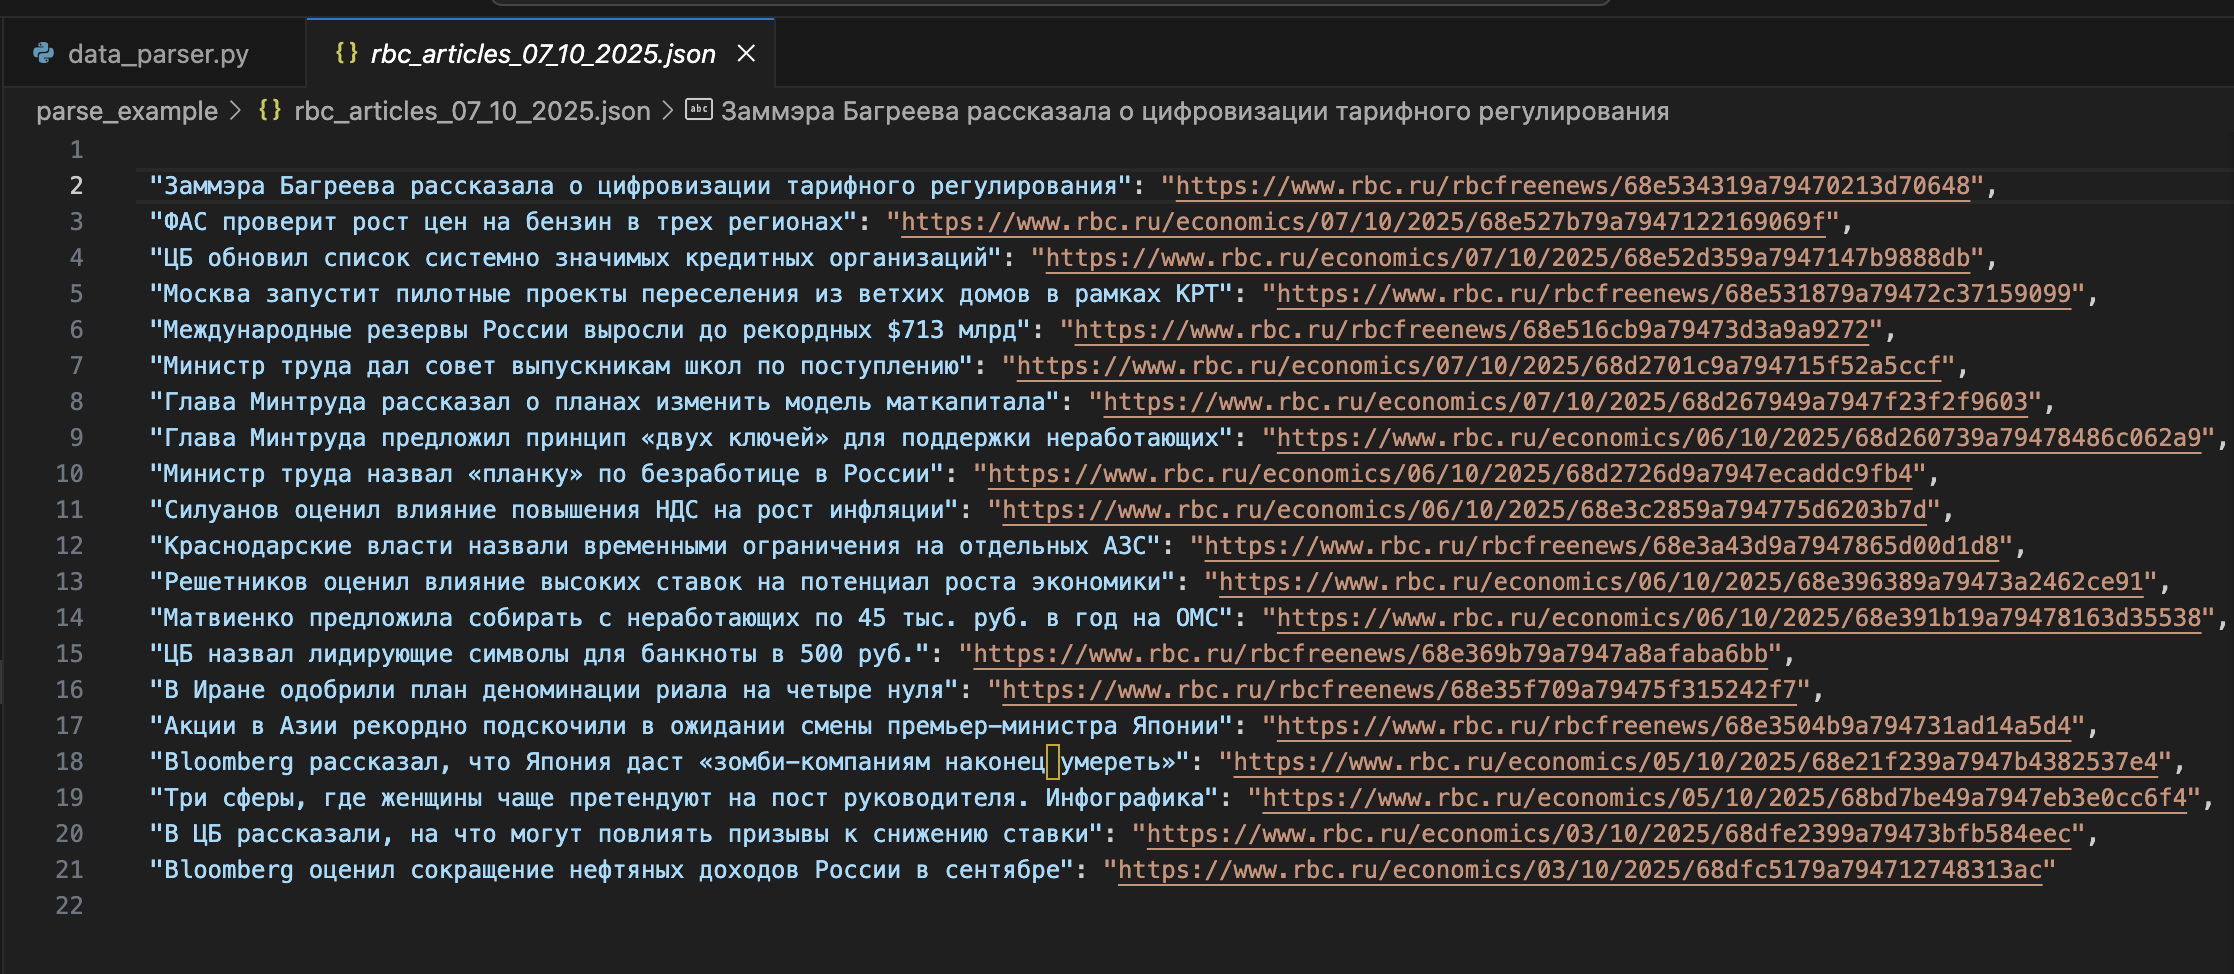 data_parser.py
{} rbc_articles_07_10_2025.json ×
parse_example > {} rbc_articles_07_10_2025.json > abc Заммэра Багреева рассказала о цифровизации тарифного регулирования
1
2 "Заммэра Багреева рассказала о цифровизации тарифного регулирования": "https://www.rbc.ru/rbcfreenews/68e534319a79470213d70648",
3 "ФАС проверит рост цен на бензин в трех регионах": "https://www.rbc.ru/economics/07/10/2025/68e527b79a7947122169069f",
4 "ЦБ обновил список системно значимых кредитных организаций": "https://www.rbc.ru/economics/07/10/2025/68e52d359a7947147b9888db",
5 "Москва запустит пилотные проекты переселения из ветхих домов в рамках КРТ": "https://www.rbc.ru/rbcfreenews/68e531879a79472c37159099",
6 "Международные резервы России выросли до рекордных $713 млрд": "https://www.rbc.ru/rbcfreenews/68e516cb9a79473d3a9a9272",
7 "Министр труда дал совет выпускникам школ по поступлению": "https://www.rbc.ru/economics/07/10/2025/68d2701c9a794715f52a5ccf",
8 "Глава Минтруда рассказал о планах изменить модель маткапитала": "https://www.rbc.ru/economics/07/10/2025/68d267949a7947f23f2f9603",
9 "Глава Минтруда предложил принцип «двух ключей» для поддержки неработающих": "https://www.rbc.ru/economics/06/10/2025/68d260739a79478486c062a9",
10 "Министр труда назвал «планку» по безработице в России": "https://www.rbc.ru/economics/06/10/2025/68d2726d9a7947ecaddc9fb4",
11 "Силуанов оценил влияние повышения НДС на рост инфляции": "https://www.rbc.ru/economics/06/10/2025/68e3c2859a794775d6203b7d",
12 "Краснодарские власти назвали временными ограничения на отдельных АЗС": "https://www.rbc.ru/rbcfreenews/68e3a43d9a7947865d00d1d8",
13 "Решетников оценил влияние высоких ставок на потенциал роста экономики": "https://www.rbc.ru/economics/06/10/2025/68e396389a79473a2462ce91",
14 "Матвиенко предложила собирать с неработающих по 45 тыс. руб. в год на ОМС": "https://www.rbc.ru/economics/06/10/2025/68e391b19a79478163d35538",
15 "ЦБ назвал лидирующие символы для банкноты в 500 руб.": "https://www.rbc.ru/rbcfreenews/68e369b79a7947a8afaba6bb",
16 "В Иране одобрили план деноминации риала на четыре нуля": "https://www.rbc.ru/rbcfreenews/68e35f709a79475f315242f7",
17 "Акции в Азии рекордно подскочили в ожидании смены премьер-министра Японии": "https://www.rbc.ru/rbcfreenews/68e3504b9a794731ad14a5d4",
18 "Bloomberg рассказал, что Япония даст «зомби-компаниям наконец умереть»": "https://www.rbc.ru/economics/05/10/2025/68e21f239a7947b4382537e4",
19 "Три сферы, где женщины чаще претендуют на пост руководителя. Инфографика": "https://www.rbc.ru/economics/05/10/2025/68bd7be49a7947eb3e0cc6f4",
20 "В ЦБ рассказали, на что могут повлиять призывы к снижению ставки": "https://www.rbc.ru/economics/03/10/2025/68dfe2399a79473bfb584eec",
21 "Bloomberg оценил сокращение нефтяных доходов России в сентябре": "https://www.rbc.ru/economics/03/10/2025/68dfc5179a794712748313ac"
22